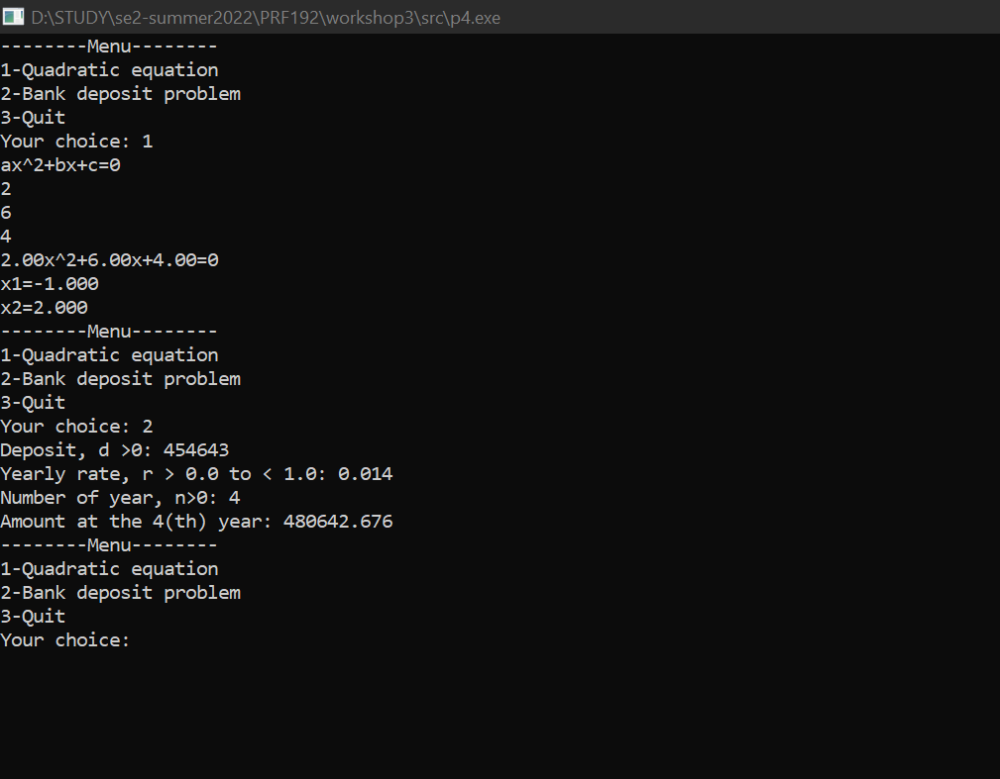 D:\STUDY\se2-summer2022\PRF192\workshop3\src\p4.exe
--------Menu--------
1-Quadratic equation
2-Bank deposit problem
3-Quit
Your choice: 1
ax^2+bx+c=0
2
6
4
2.00x^2+6.00x+4.00=0
x1=-1.000
x2=2.000
--------Menu--------
1-Quadratic equation
2-Bank deposit problem
3-Quit
Your choice: 2
Deposit, d >0: 454643
Yearly rate, r > 0.0 to < 1.0: 0.014
Number of year, n>0: 4
Amount at the 4(th) year: 480642.676
--------Menu--------
1-Quadratic equation
2-Bank deposit problem
3-Quit
Your choice: